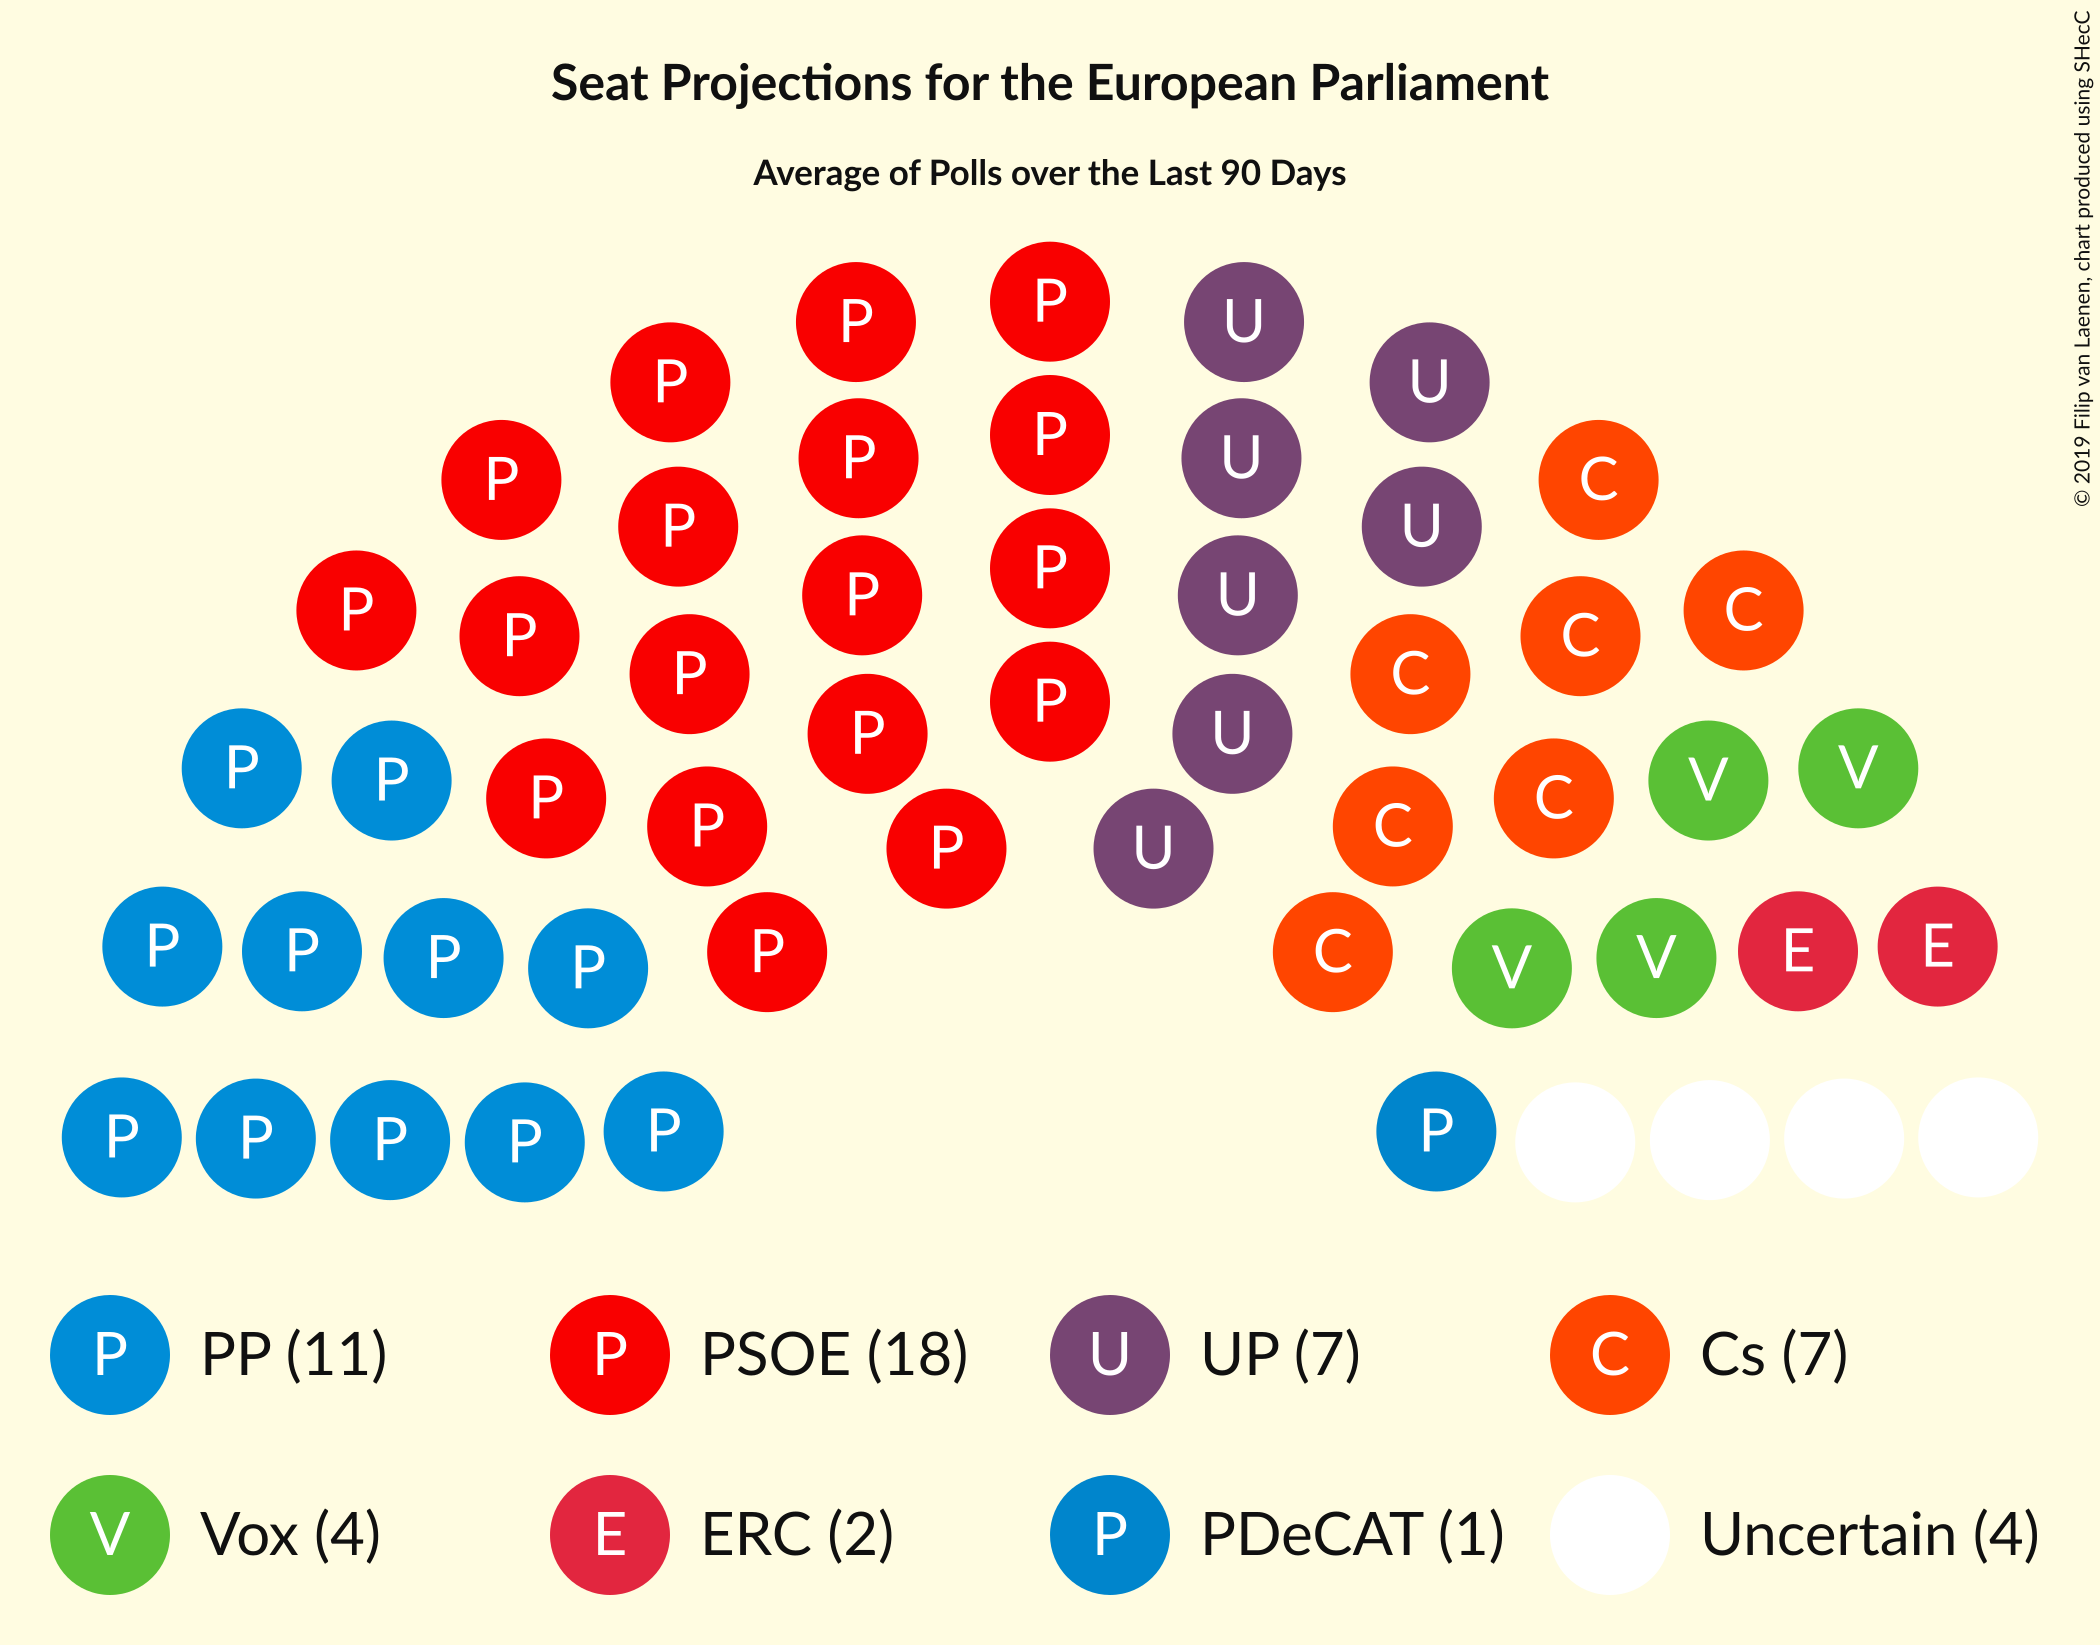 Seat Projections for the European Parliament
Average of Polls over the Last 90 Days
© 2019 Filip van Laenen, chart produced using SHecC
P
P U
P U
P P U
P C
P P U
P
P U
P C
P P C
P P C
P U
P P V V
P C C
P P U
P P E E
P C
P P V V
P P
P P P P
P PP (11) P PSOE (18) U UP (7) C Cs (7)
V Vox (4) E ERC (2) P PDeCAT (1) Uncertain (4)